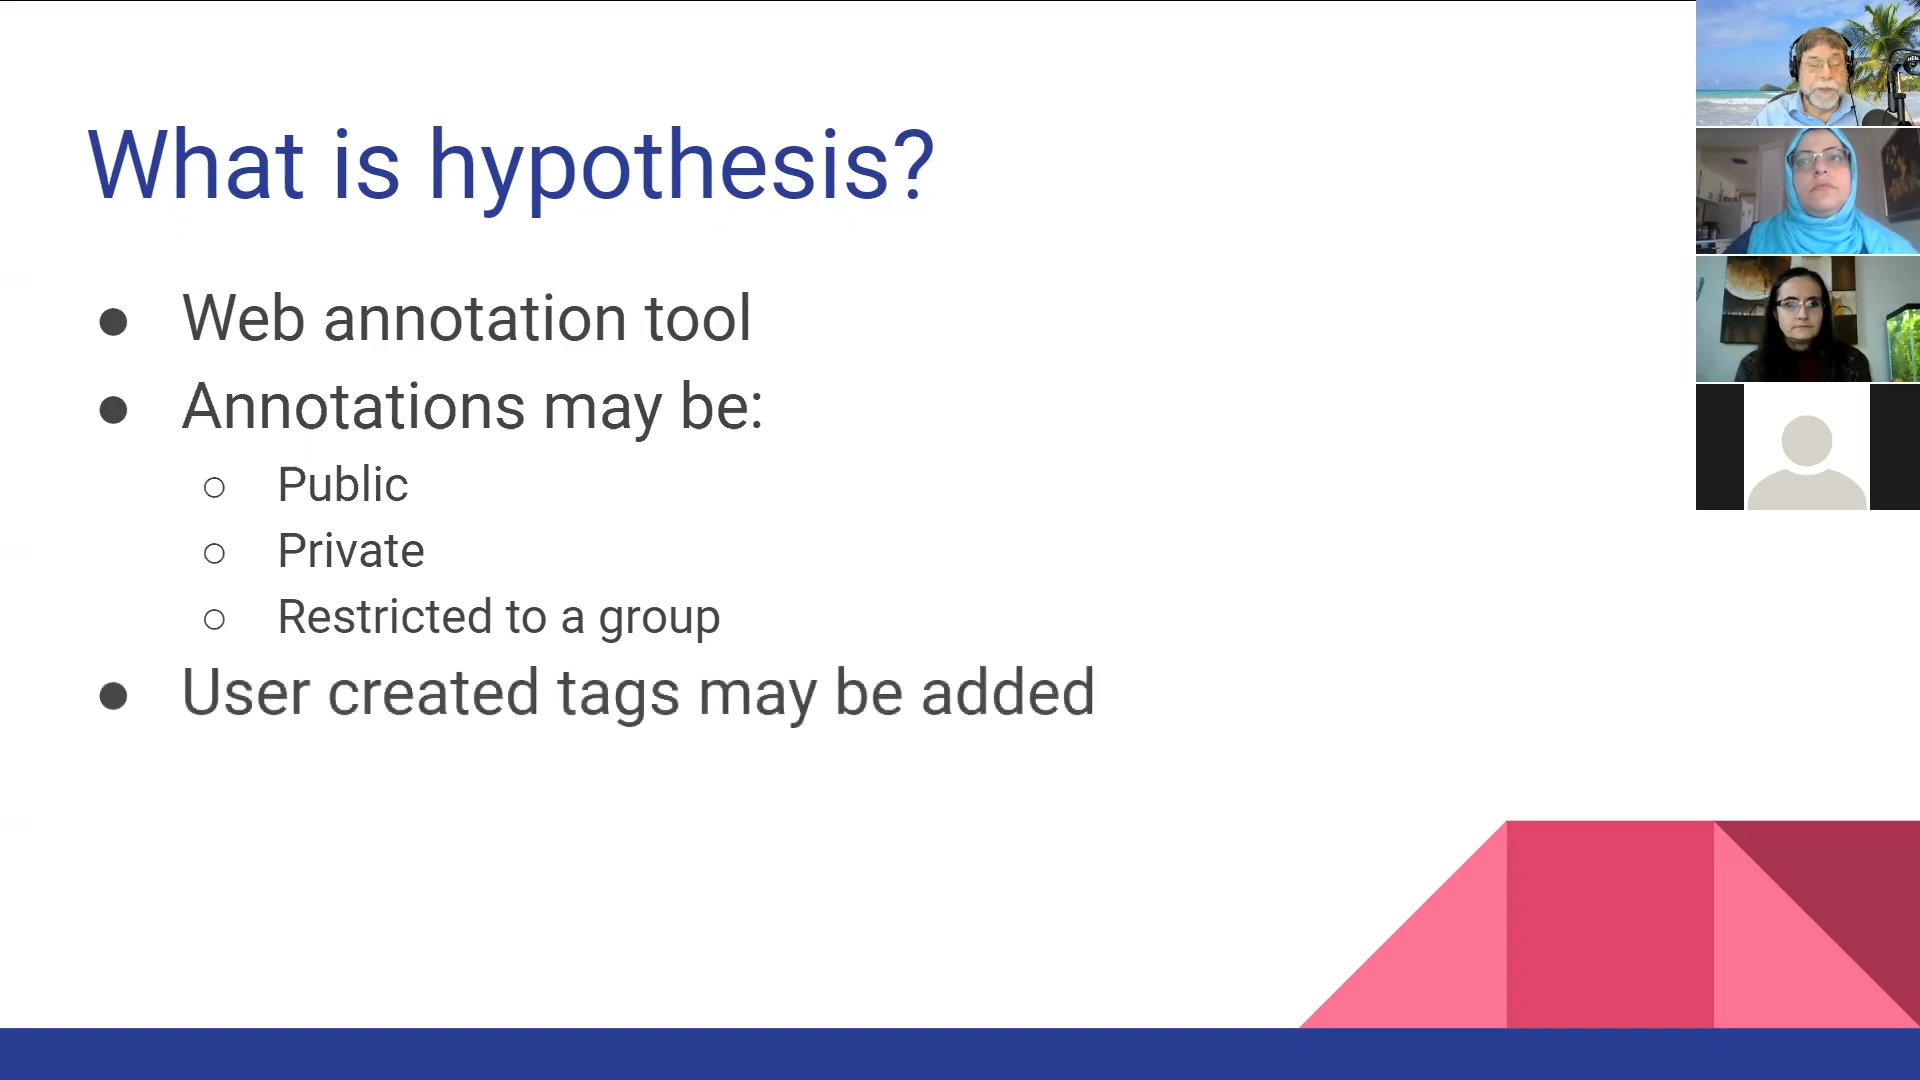 What is hypothesis?
● Web annotation tool
● Annotations may be:
○ Public
○ Private
○ Restricted to a group
● User created tags may be added